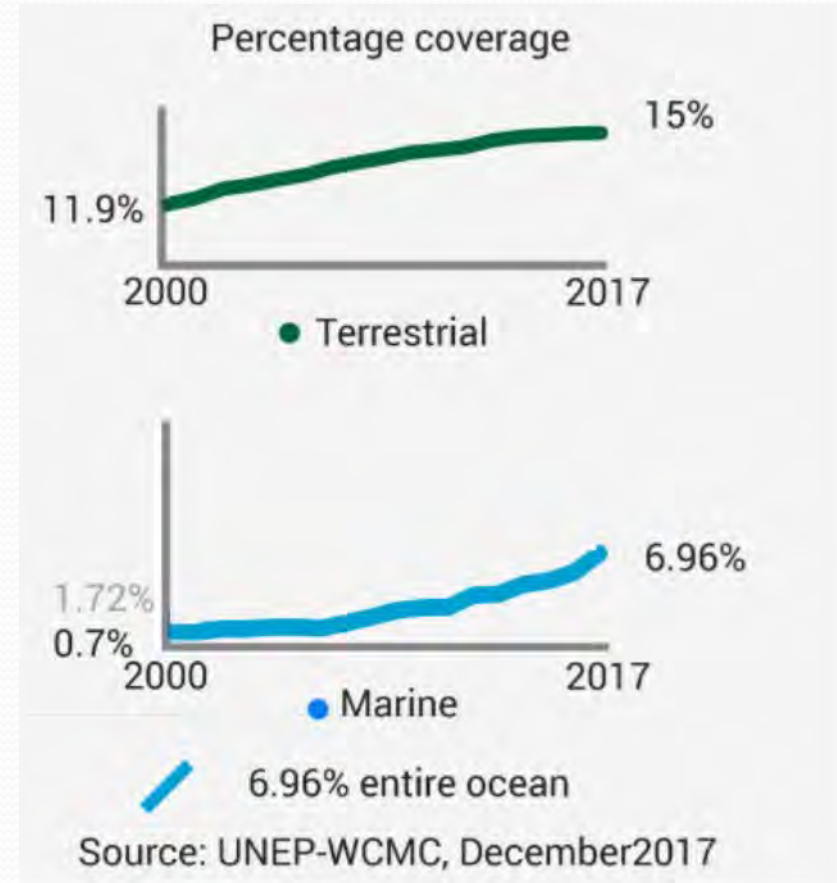 Percentage coverage
15%
11.9%
2000 2017
Terrestrial
6.96%
1.72%
0.7%
2000 2017
Marine
6.96% entire ocean
Source: UNEP-WCMC, December2017